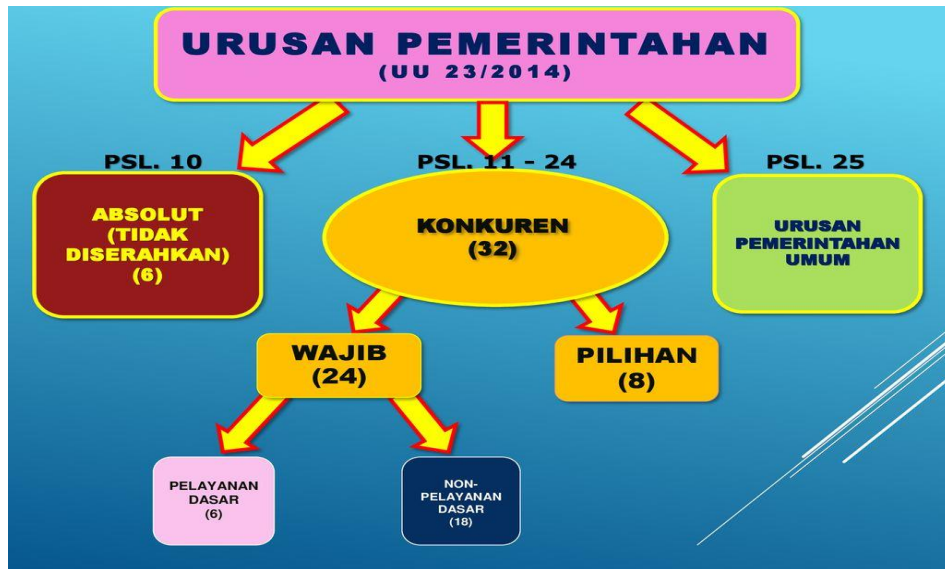 URUSAN PEMERINTAHAN
(UU 23/2014)
PSL. 10
PSL. 11 - 24
PSL. 25
ABSOLUT
(TIDAK
DISERAHKAN)
(6)
KONKUREN
(32)
URUSAN
PEMERINTAHAN
UMUM
WAJIB
(24)
PILIHAN
(8)
PELAYANAN
DASAR
(6)
NON-
PELAYANAN
DASAR
(18)